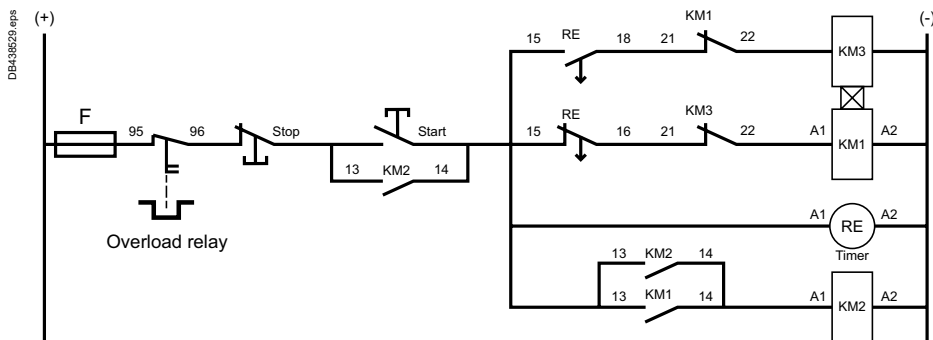 DB438529.eps
(+)
(-)
KM1
15 RE 18 21 22
KM3
F
95 96 Stop Start
15 RE 16 21 KM3 22 A1 KM1 A2
13 KM2 14
Overload relay
A1 RE A2
Timer
13 KM2 14
13 KM1 14 A1 KM2 A2